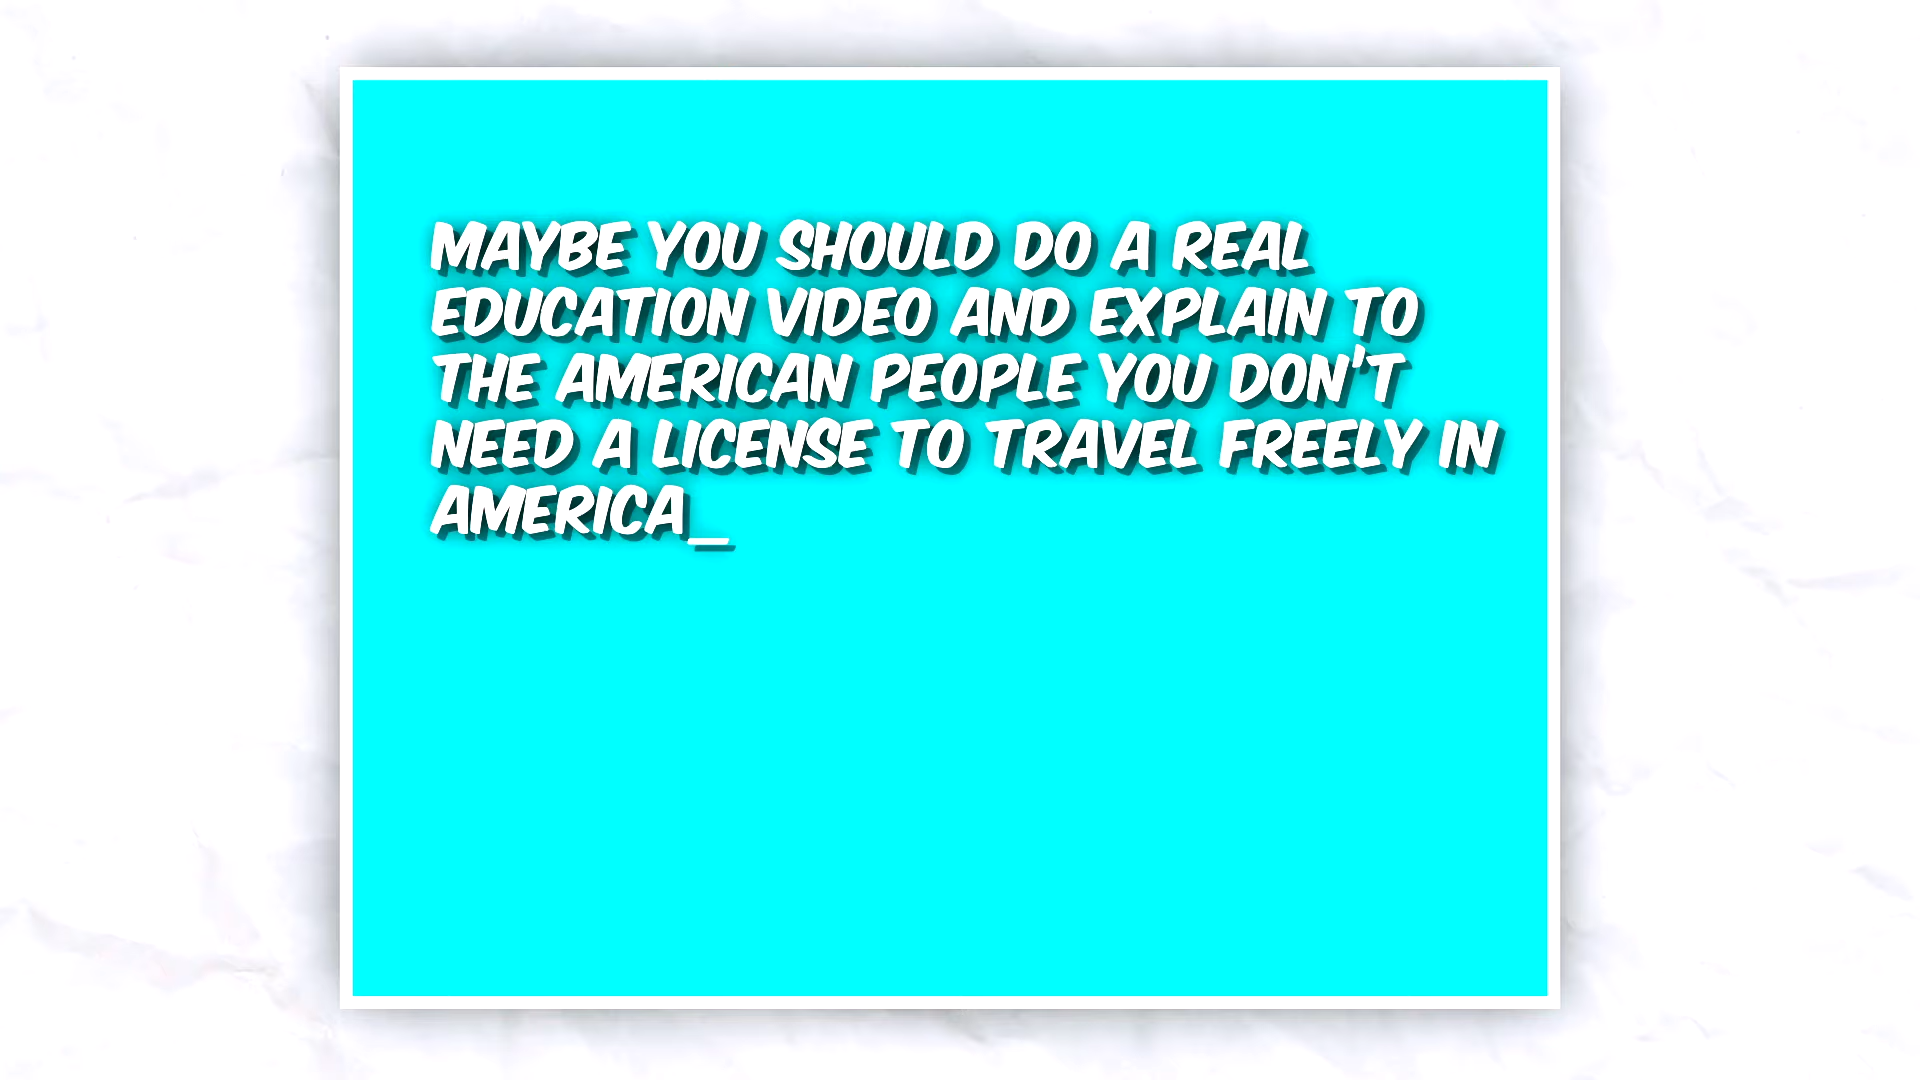 MAYBE YOU SHOULD DO A REAL
EDUCATION VIDEO AND EXPLAIN TO
THE AMERICAN PEOPLE YOU DON'T
NEED A LICENSE TO TRAVEL FREELY IN
AMERICA_